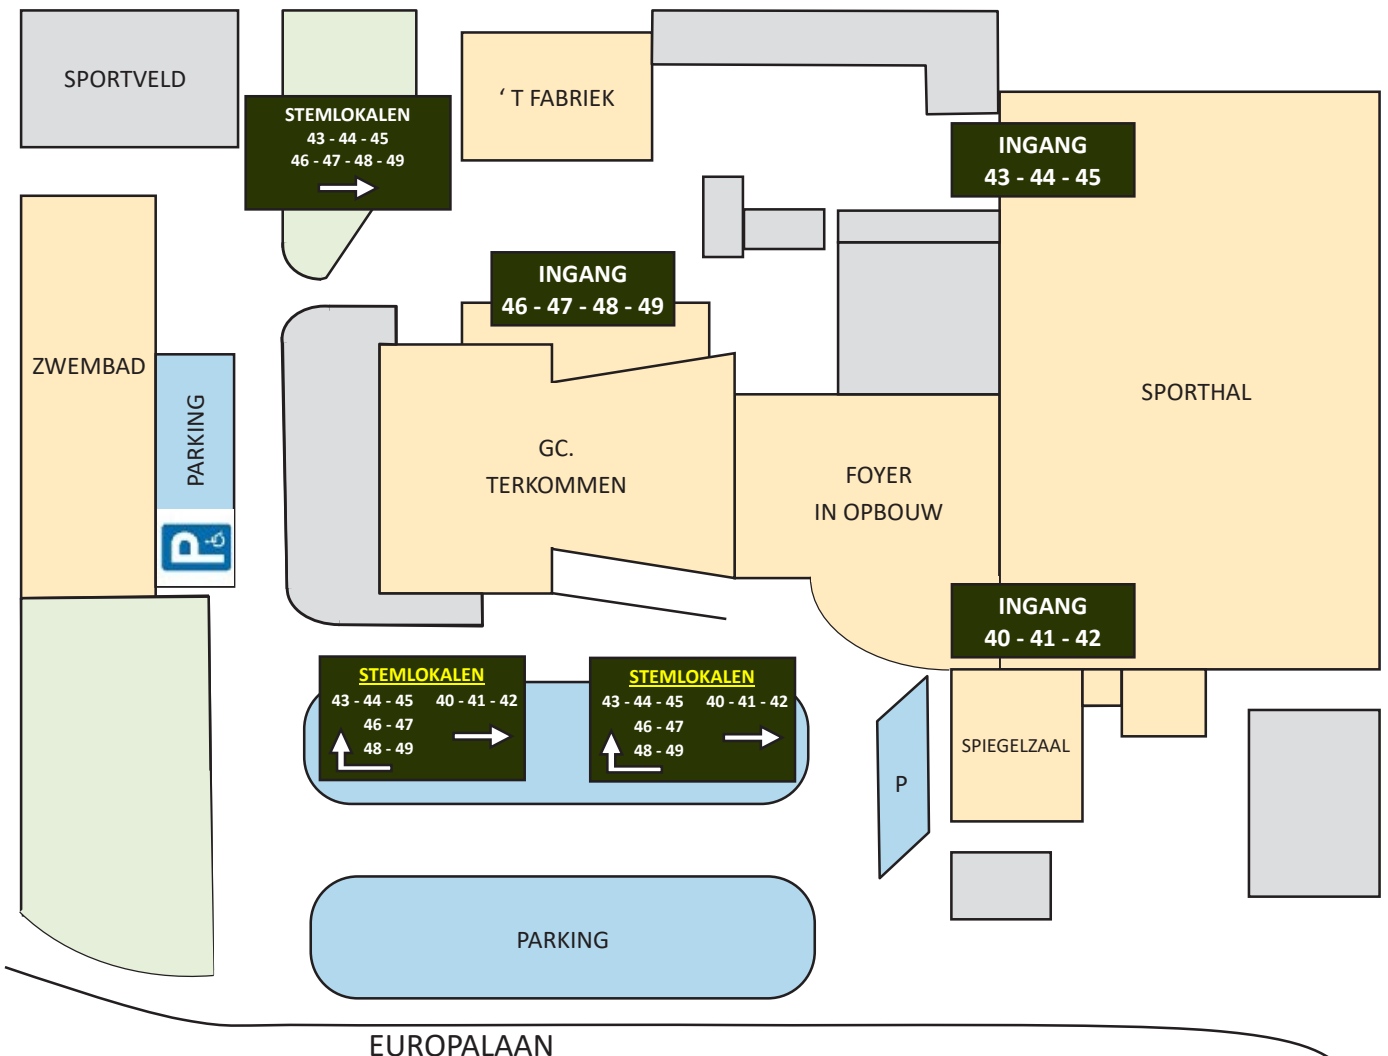 SPORTVELD
‘ T FABRIEK
STEMLOKALEN
43 - 44 - 45
46 - 47 - 48 - 49
INGANG
43 - 44 - 45
INGANG
46 - 47 - 48 - 49
ZWEMBAD
PARKING
P
GC.
TERKOMMEN
FOYER
IN OPBOUW
SPORTHAL
INGANG
40 - 41 - 42
STEMLOKALEN
43 - 44 - 45 40 - 41 - 42
46 - 47
48 - 49
STEMLOKALEN
43 - 44 - 45 40 - 41 - 42
46 - 47
48 - 49
P
SPIEGELZAAL
PARKING
EUROPALAAN